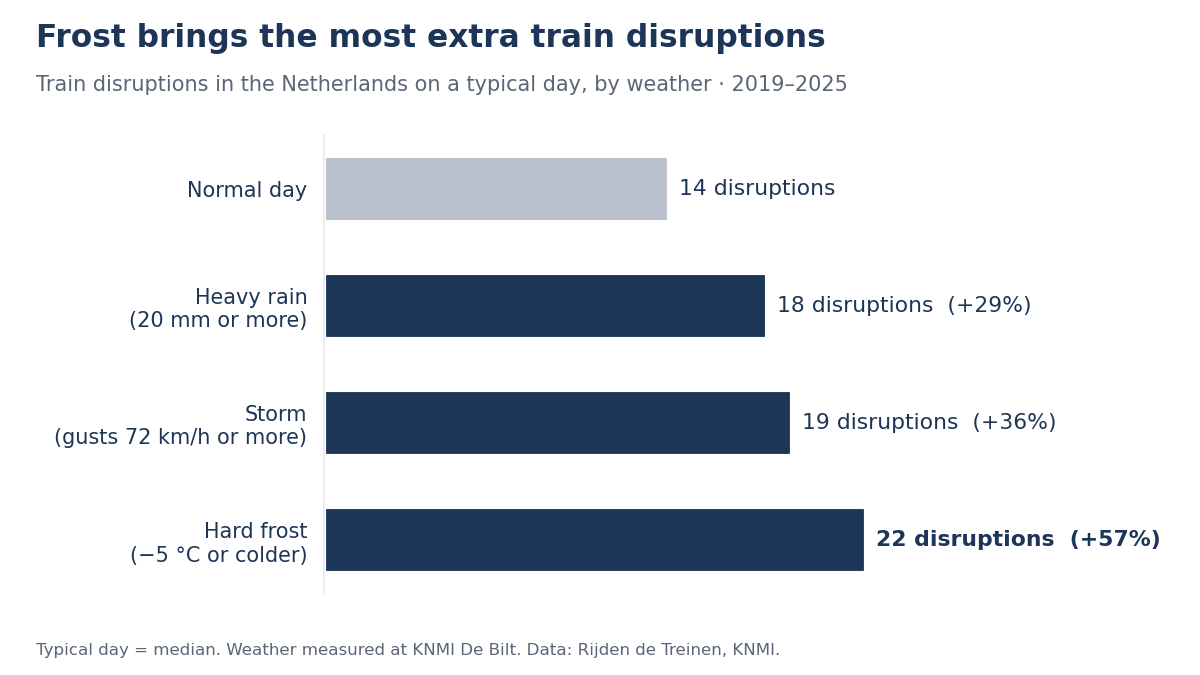 Frost brings the most extra train disruptions
Train disruptions in the Netherlands on a typical day, by weather · 2019–2025
Normal day
14 disruptions
Heavy rain
(20 mm or more)
18 disruptions (+29%)
Storm
(gusts 72 km/h or more)
19 disruptions (+36%)
Hard frost
(−5 °C or colder)
22 disruptions (+57%)
Typical day = median. Weather measured at KNMI De Bilt. Data: Rijden de Treinen, KNMI.